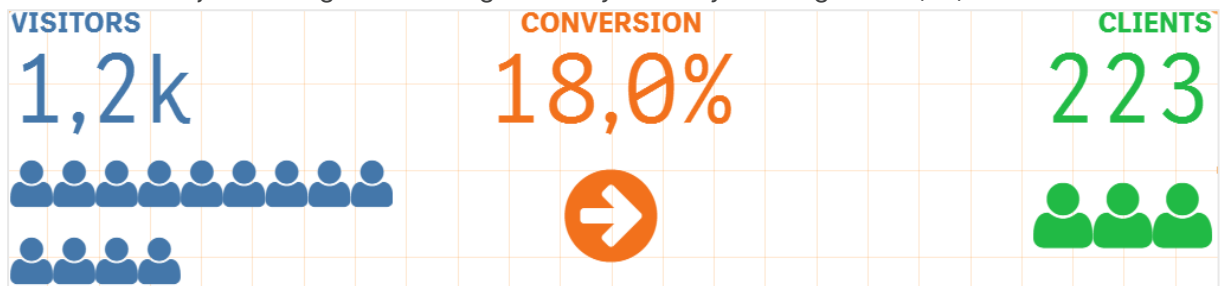 VISITORS CONVERSION CLIENTS
1,2k 18,0% 223